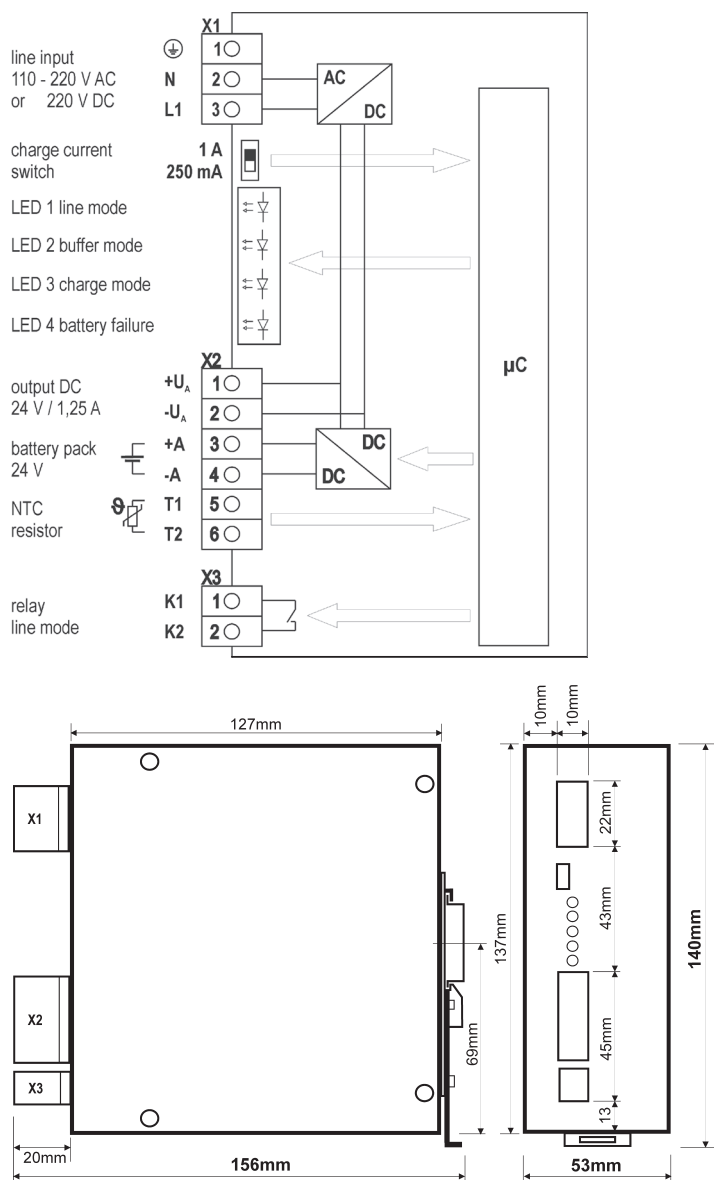 X1
line input
110 - 220 V AC
or 220 V DC
1
N 2
L1 3
AC
DC
charge current
switch
1 A
250 mA
LED 1 line mode
LED 2 buffer mode
LED 3 charge mode
LED 4 battery failure
µC
X2
output DC
24 V / 1,25 A
+UA 1
-UA 2
battery pack
24 V
+A 3
-A 4
DC
DC
NTC
resistor
ϑ
T1 5
T2 6
X3
relay
line mode
K1 1
K2 2
127mm
10mm
10mm
X1
X2
X3
22mm
43mm
45mm
13
137mm
140mm
69mm
20mm
156mm
53mm